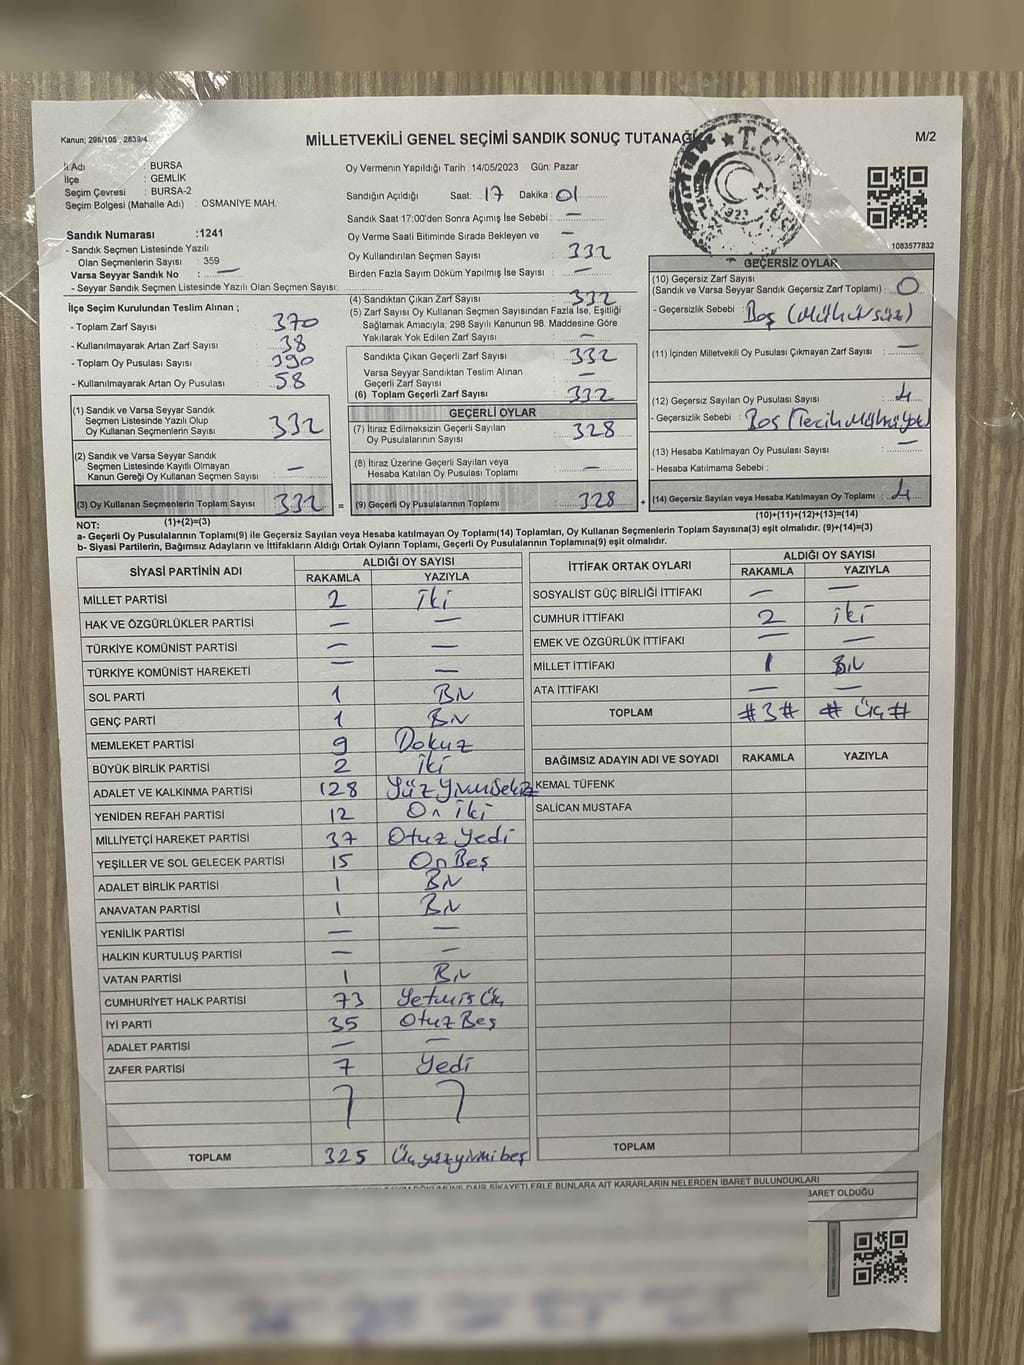 Kanun; 298/105 , 2839/4
MİLLETVEKİLİ GENEL SEÇİMİ SANDIK SONUÇ TUTANAĞI
M/2
İl Adı : BURSA
İlçe : GEMLİK
Seçim Çevresi : BURSA-2
Seçim Bölgesi (Mahalle Adı) : OSMANİYE MAH.
Sandık Numarası :1241
- Sandık Seçmen Listesinde Yazılı
Olan Seçmenlerin Sayısı : 359
Varsa Seyyar Sandık No : —
- Seyyar Sandık Seçmen Listesinde Yazılı Olan Seçmen Sayısı:
Oy Vermenin Yapıldığı Tarih :14/05/2023 Gün: Pazar
Sandığın Açıldığı Saat: 17 Dakika: 01
Sandık Saat 17:00'den Sonra Açımış İse Sebebi : —
Oy Verme Saati Bitiminde Sırada Bekleyen ve —
Oy Kullandırılan Seçmen Sayısı : 332
Birden Fazla Sayım Döküm Yapılmış İse Sayısı : —
T.C.
1083577832
İlçe Seçim Kurulundan Teslim Alınan ;
- Toplam Zarf Sayısı : 370
- Kullanılmayarak Artan Zarf Sayısı : 38
- Toplam Oy Pusulası Sayısı : 390
- Kullanılmayarak Artan Oy Pusulası : 58
(4) Sandıktan Çıkan Zarf Sayısı : 332
(5) Zarf Sayısı Oy Kullanan Seçmen Sayısından Fazla İse, Eşitliği
Sağlamak Amacıyla, 298 Sayılı Kanunun 98. Maddesine Göre
Yakılarak Yok Edilen Zarf Sayısı : —
Sandıkta Çıkan Geçerli Zarf Sayısı : 332
Varsa Seyyar Sandıktan Teslim Alınan
Geçerli Zarf Sayısı : —
(6) Toplam Geçerli Zarf Sayısı : 332
GEÇERSİZ OYLAR
(10) Geçersiz Zarf Sayısı
(Sandık ve Varsa Seyyar Sandık Geçersiz Zarf Toplamı) : 0
- Geçersizlik Sebebi : Boş (Mühürsüz)
(11) İçinden Milletvekili Oy Pusulası Çıkmayan Zarf Sayısı : —
(12) Geçersiz Sayılan Oy Pusulası Sayısı : 4
- Geçersizlik Sebebi : Boş (Tercih Mührü Yok)
(13) Hesaba Katılmayan Oy Pusulası Sayısı : —
- Hesaba Katılmama Sebebi :
(14) Geçersiz Sayılan veya Hesaba Katılmayan Oy Toplamı : 4
(10)+(11)+(12)+(13)=(14)
(1) Sandık ve Varsa Seyyar Sandık
Seçmen Listesinde Yazılı Olup
Oy Kullanan Seçmenlerin Sayısı : 332
(2) Sandık ve Varsa Seyyar Sandık
Seçmen Listesinde Kayıtlı Olmayan
Kanun Gereği Oy Kullanan Seçmen Sayısı : —
(3) Oy Kullanan Seçmenlerin Toplam Sayısı : 332 =
(1)+(2)=(3)
GEÇERLİ OYLAR
(7) İtiraz Edilmeksizin Geçerli Sayılan
Oy Pusulalarının Sayısı : 328
(8) İtiraz Üzerine Geçerli Sayılan veya
Hesaba Katılan Oy Pusulası Toplamı : —
(9) Geçerli Oy Pusulalarının Toplamı : 328 +
NOT:
a- Geçerli Oy Pusulalarının Toplamı(9) ile Geçersiz Sayılan veya Hesaba katılmayan Oy Toplamı(14) Toplamları, Oy Kullanan Seçmenlerin Toplam Sayısına(3) eşit olmalıdır. (9)+(14)=(3)
b- Siyasi Partilerin, Bağımsız Adayların ve İttifakların Aldığı Ortak Oyların Toplamı, Geçerli Oy Pusulalarının Toplamına(9) eşit olmalıdır.
SİYASİ PARTİNİN ADI ALDIĞI OY SAYISI
RAKAMLA YAZIYLA
MİLLET PARTİSİ 2 İki
HAK VE ÖZGÜRLÜKLER PARTİSİ — —
TÜRKİYE KOMÜNİST PARTİSİ — —
TÜRKİYE KOMÜNİST HAREKETİ — —
SOL PARTİ 1 Bir
GENÇ PARTİ 1 Bir
MEMLEKET PARTİSİ 9 Dokuz
BÜYÜK BİRLİK PARTİSİ 2 İki
ADALET VE KALKINMA PARTİSİ 128 Yüz Yirmi Sekiz
YENİDEN REFAH PARTİSİ 12 On iki
MİLLİYETÇİ HAREKET PARTİSİ 37 Otuz Yedi
YEŞİLLER VE SOL GELECEK PARTİSİ 15 On Beş
ADALET BİRLİK PARTİSİ 1 Bir
ANAVATAN PARTİSİ 1 Bir
YENİLİK PARTİSİ — —
HALKIN KURTULUŞ PARTİSİ — —
VATAN PARTİSİ 1 Bir
CUMHURİYET HALK PARTİSİ 73 Yetmiş Üç
İYİ PARTİ 35 Otuz Beş
ADALET PARTİSİ — —
ZAFER PARTİSİ 7 Yedi
TOPLAM 325 Üçyüzyirmibeş
İTTİFAK ORTAK OYLARI ALDIĞI OY SAYISI
RAKAMLA YAZIYLA
SOSYALİST GÜÇ BİRLİĞİ İTTİFAKI — —
CUMHUR İTTİFAKI 2 iki
EMEK VE ÖZGÜRLÜK İTTİFAKI — —
MİLLET İTTİFAKI 1 Bir
ATA İTTİFAKI — —
TOPLAM #3# # Üç #
BAĞIMSIZ ADAYIN ADI VE SOYADI RAKAMLA YAZIYLA
KEMAL TÜFENK
SALİCAN MUSTAFA
TOPLAM
DAİR ŞİKAYETLERLE BUNLARA AİT KARARLARIN NELERDEN İBARET BULUNDUKLARI
İBARET OLDUĞU